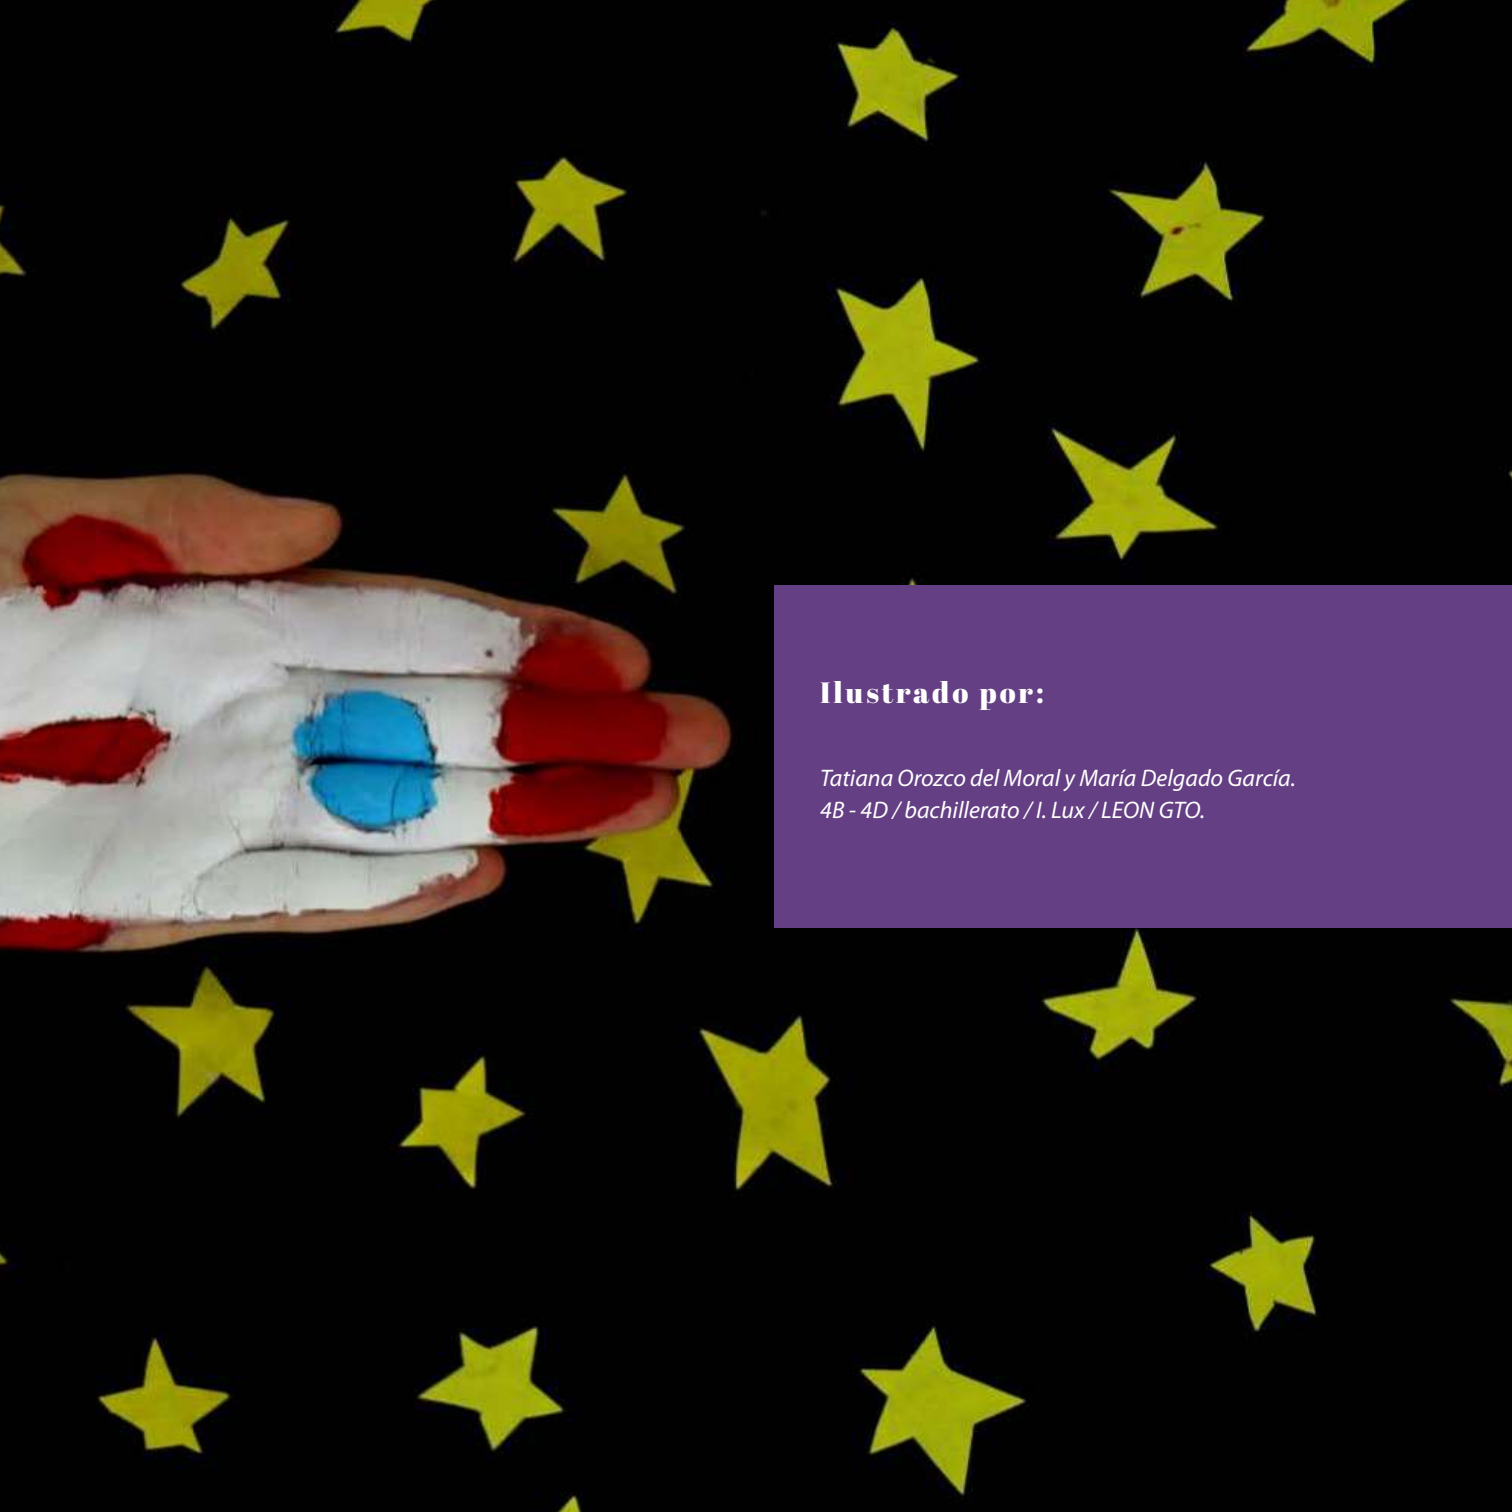 Ilustrado por:
Tatiana Orozco del Moral y María Delgado García.
4B - 4D / bachillerato / I. Lux / LEON GTO.